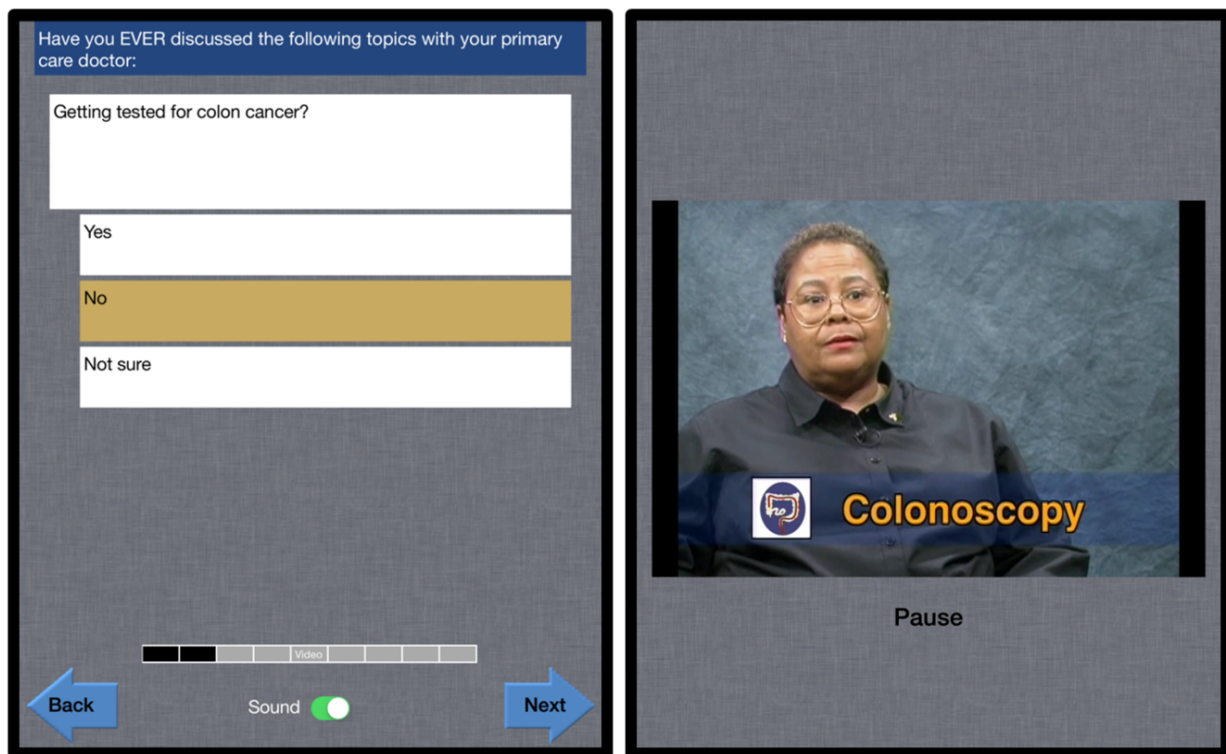 Have you EVER discussed the following topics with your primary
care doctor:
Getting tested for colon cancer?
Yes
No
Not sure
Video
Back
Sound
Next
Colonoscopy
Pause